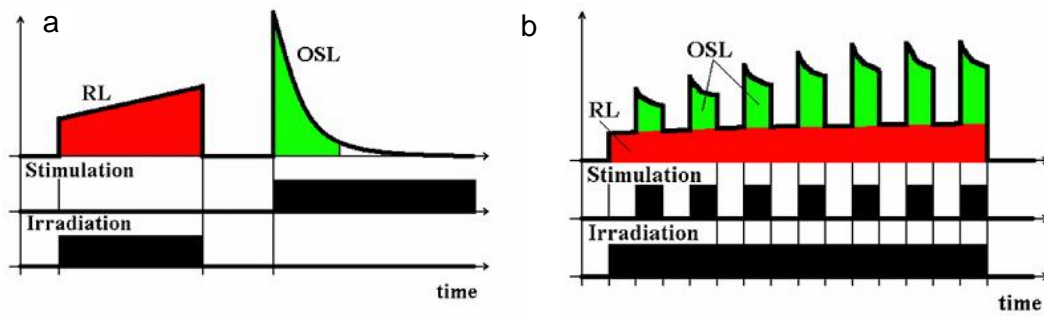 a
RL
OSL
Stimulation
Irradiation
time
b
OSL
RL
Stimulation
Irradiation
time